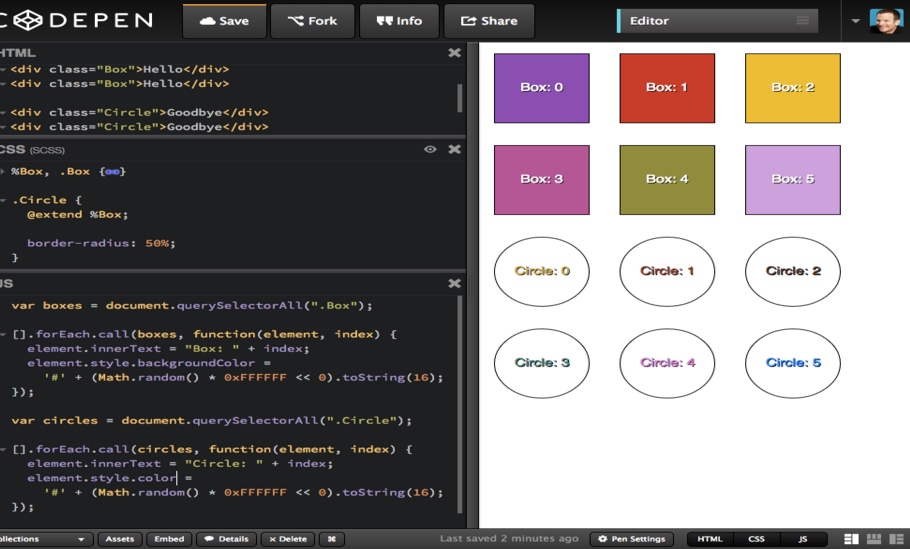 CODEPEN
Save
Fork
Info
Share
Editor
HTML
<div class="Box">Hello</div>
<div class="Box">Hello</div>
<div class="Circle">Goodbye</div>
<div class="Circle">Goodbye</div>
CSS (SCSS)
%Box, .Box {
}
.Circle {
@extend %Box;
border-radius: 50%;
}
JS
var boxes = document.querySelectorAll(".Box");
[].forEach.call(boxes, function(element, index) {
element.innerText = "Box: " + index;
element.style.backgroundColor =
'#' + (Math.random() * 0xFFFFFF << 0).toString(16);
});
var circles = document.querySelectorAll(".Circle");
[].forEach.call(circles, function(element, index) {
element.innerText = "Circle: " + index;
element.style.color =
'#' + (Math.random() * 0xFFFFFF << 0).toString(16);
});
Box: 0
Box: 1
Box: 2
Box: 3
Box: 4
Box: 5
Circle: 0
Circle: 1
Circle: 2
Circle: 3
Circle: 4
Circle: 5
ollections
Assets
Embed
Details
× Delete
⌘
Last saved 2 minutes ago
Pen Settings
HTML
CSS
JS